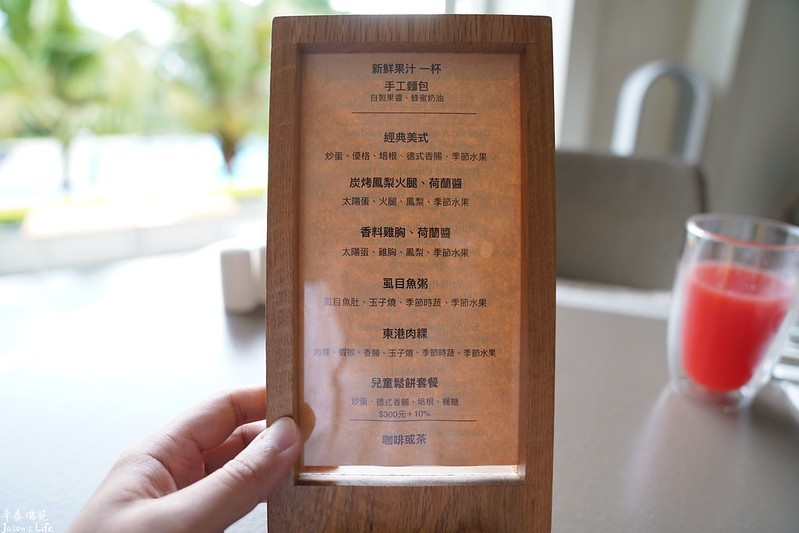 新鮮果汁 一杯
手工麵包
自製果醬、蜂蜜奶油
經典美式
炒蛋、優格、培根、德式香腸、季節水果
炭烤鳳梨火腿、荷蘭醬
太陽蛋、火腿、鳳梨、季節水果
香料雞胸、荷蘭醬
太陽蛋、雞胸、鳳梨、季節水果
虱目魚粥
虱目魚肚、玉子燒、季節時蔬、季節水果
東港肉粿
肉粿、蝦猴、香腸、玉子燒、季節時蔬、季節水果
兒童鬆餅套餐
炒蛋、德式香腸、培根、楓糖
$300元+10%
咖啡或茶
Jason's Life